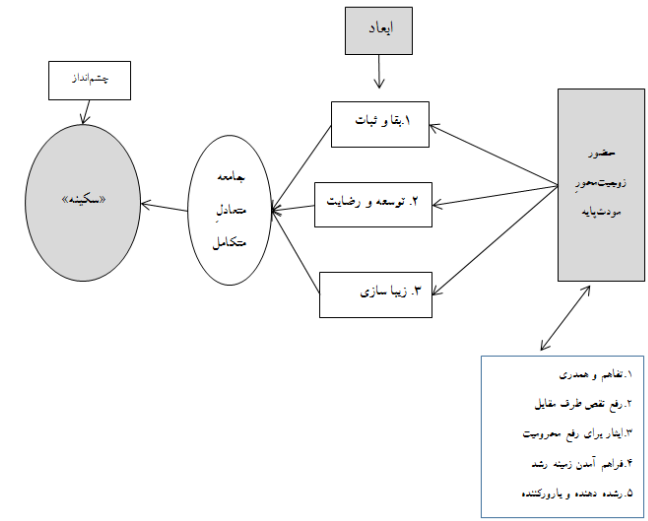 ابعاد
چشم‌انداز
۱.بقا و ثبات
حضور
زوجیت‌محورِ
مودت‌پایه
جامعه
متعادلِ
متکامل
«سکینه»
۲. توسعه و رضایت
۳. زیبا سازی
۱.تفاهم و همدری
۲.رفع نقص طرف مقابل
۳.ایثار برای رفع محرومیت
۴.فراهم آمدن زمینه رشد
۵.رشده دهنده و بارورکننده